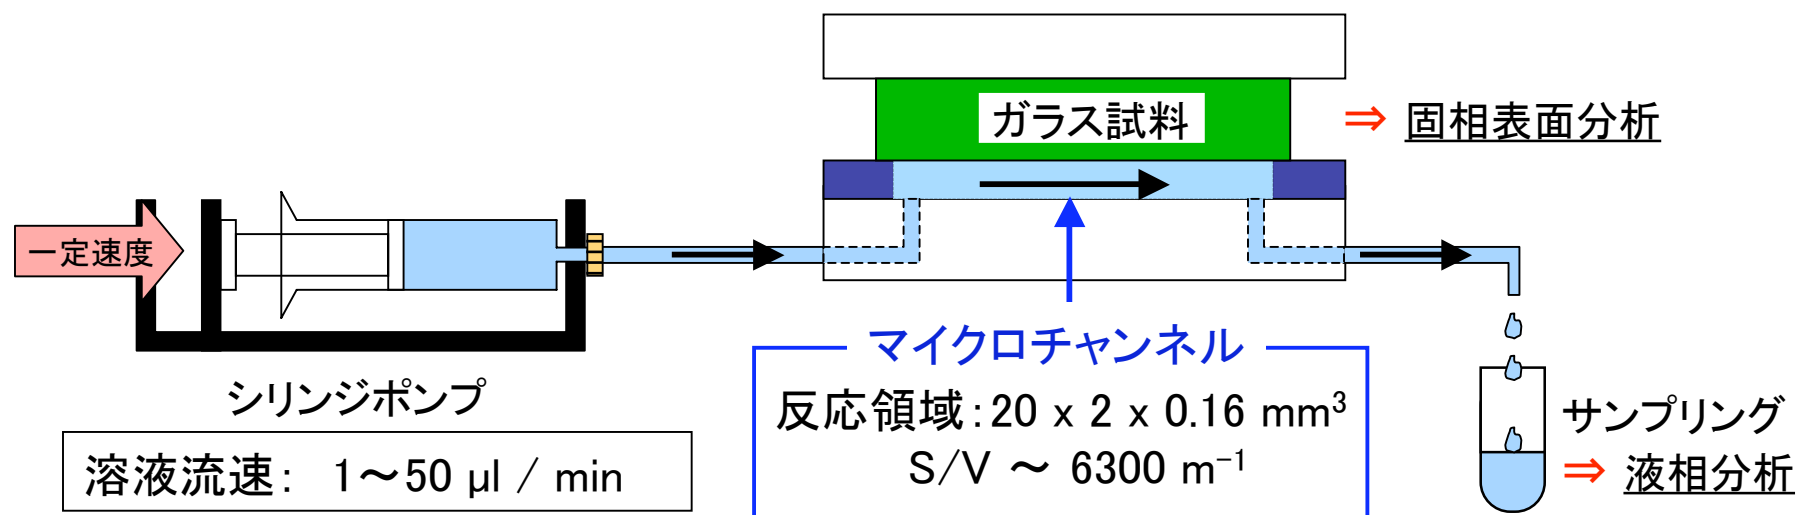 ガラス試料
⇒ 固相表面分析
一定速度
マイクロチャンネル
シリンジポンプ
反応領域:20 x 2 x 0.16 mm³
サンプリング
S/V ～ 6300 m⁻¹
溶液流速: 1～50 µl / min
⇒ 液相分析